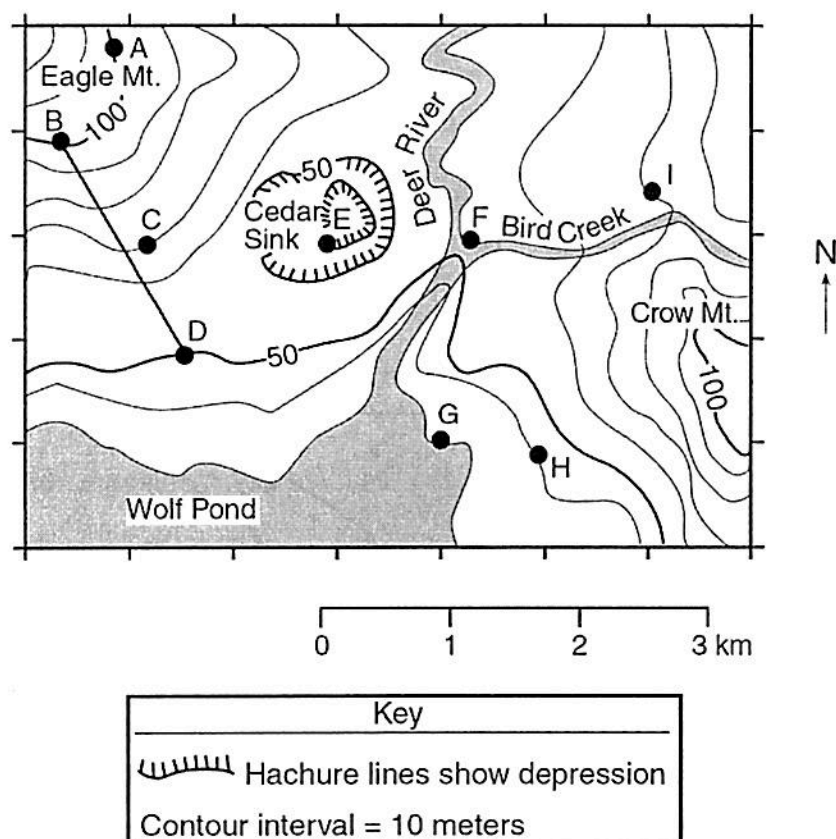 A
Eagle Mt.
B
100
C
50
Cedar
Sink
E
Deer River
F
Bird Creek
I
N
Crow Mt.
D
50
100
G
H
Wolf Pond
0 1 2 3 km
Key
Hachure lines show depression
Contour interval = 10 meters